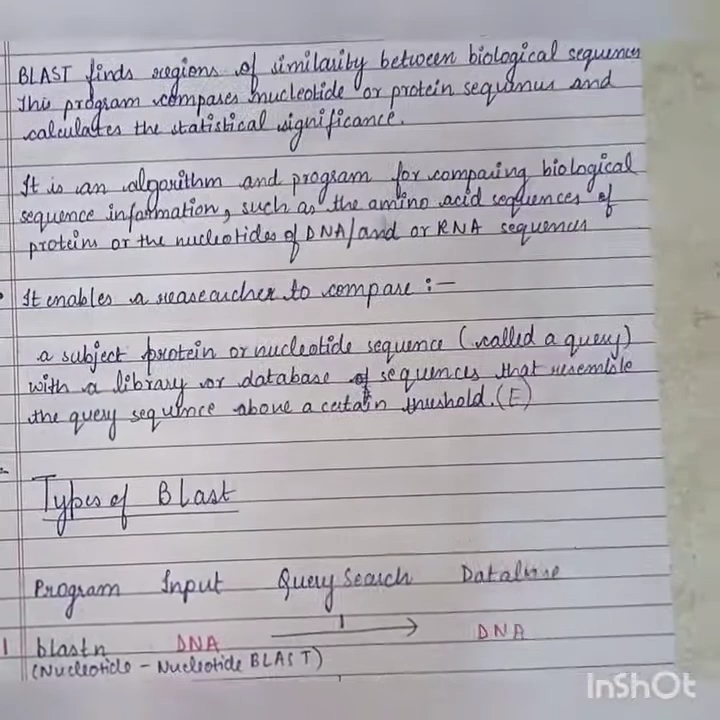 BLAST finds regions of similarity between biological sequences
This program compares nucleotide or protein sequences and
calculates the statistical significance.
It is an algorithm and program for comparing biological
sequence information, such as the amino acid sequences of
proteins or the nucleotides of DNA/and or RNA sequences
It enables a reaseaucher to compare :-
a subject protein or nucleotide sequence (called a query)
with a library or database of sequences that resemble
the query sequence above a certain threshold. (E)
Types of Blast
Program Input Query Search Database
1 blastn DNA 1 → DNA
(Nucleotide - Nucleotide BLAST)
InShOt